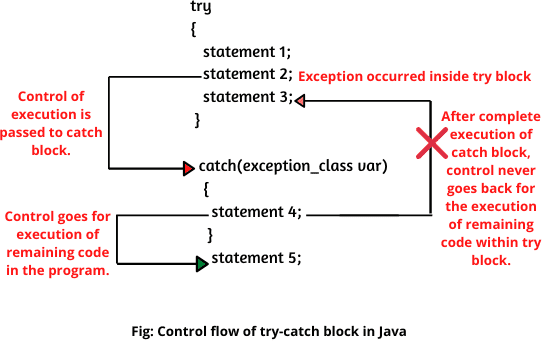 try
{
statement 1;
statement 2; Exception occurred inside try block
statement 3;
}
Control of
execution is
passed to catch
block.
After complete
execution of
catch block,
control never
goes back for
the execution
of remaining
code within try
block.
catch(exception_class var)
{
statement 4;
}
statement 5;
Control goes for
execution of
remaining code
in the program.
Fig: Control flow of try-catch block in Java